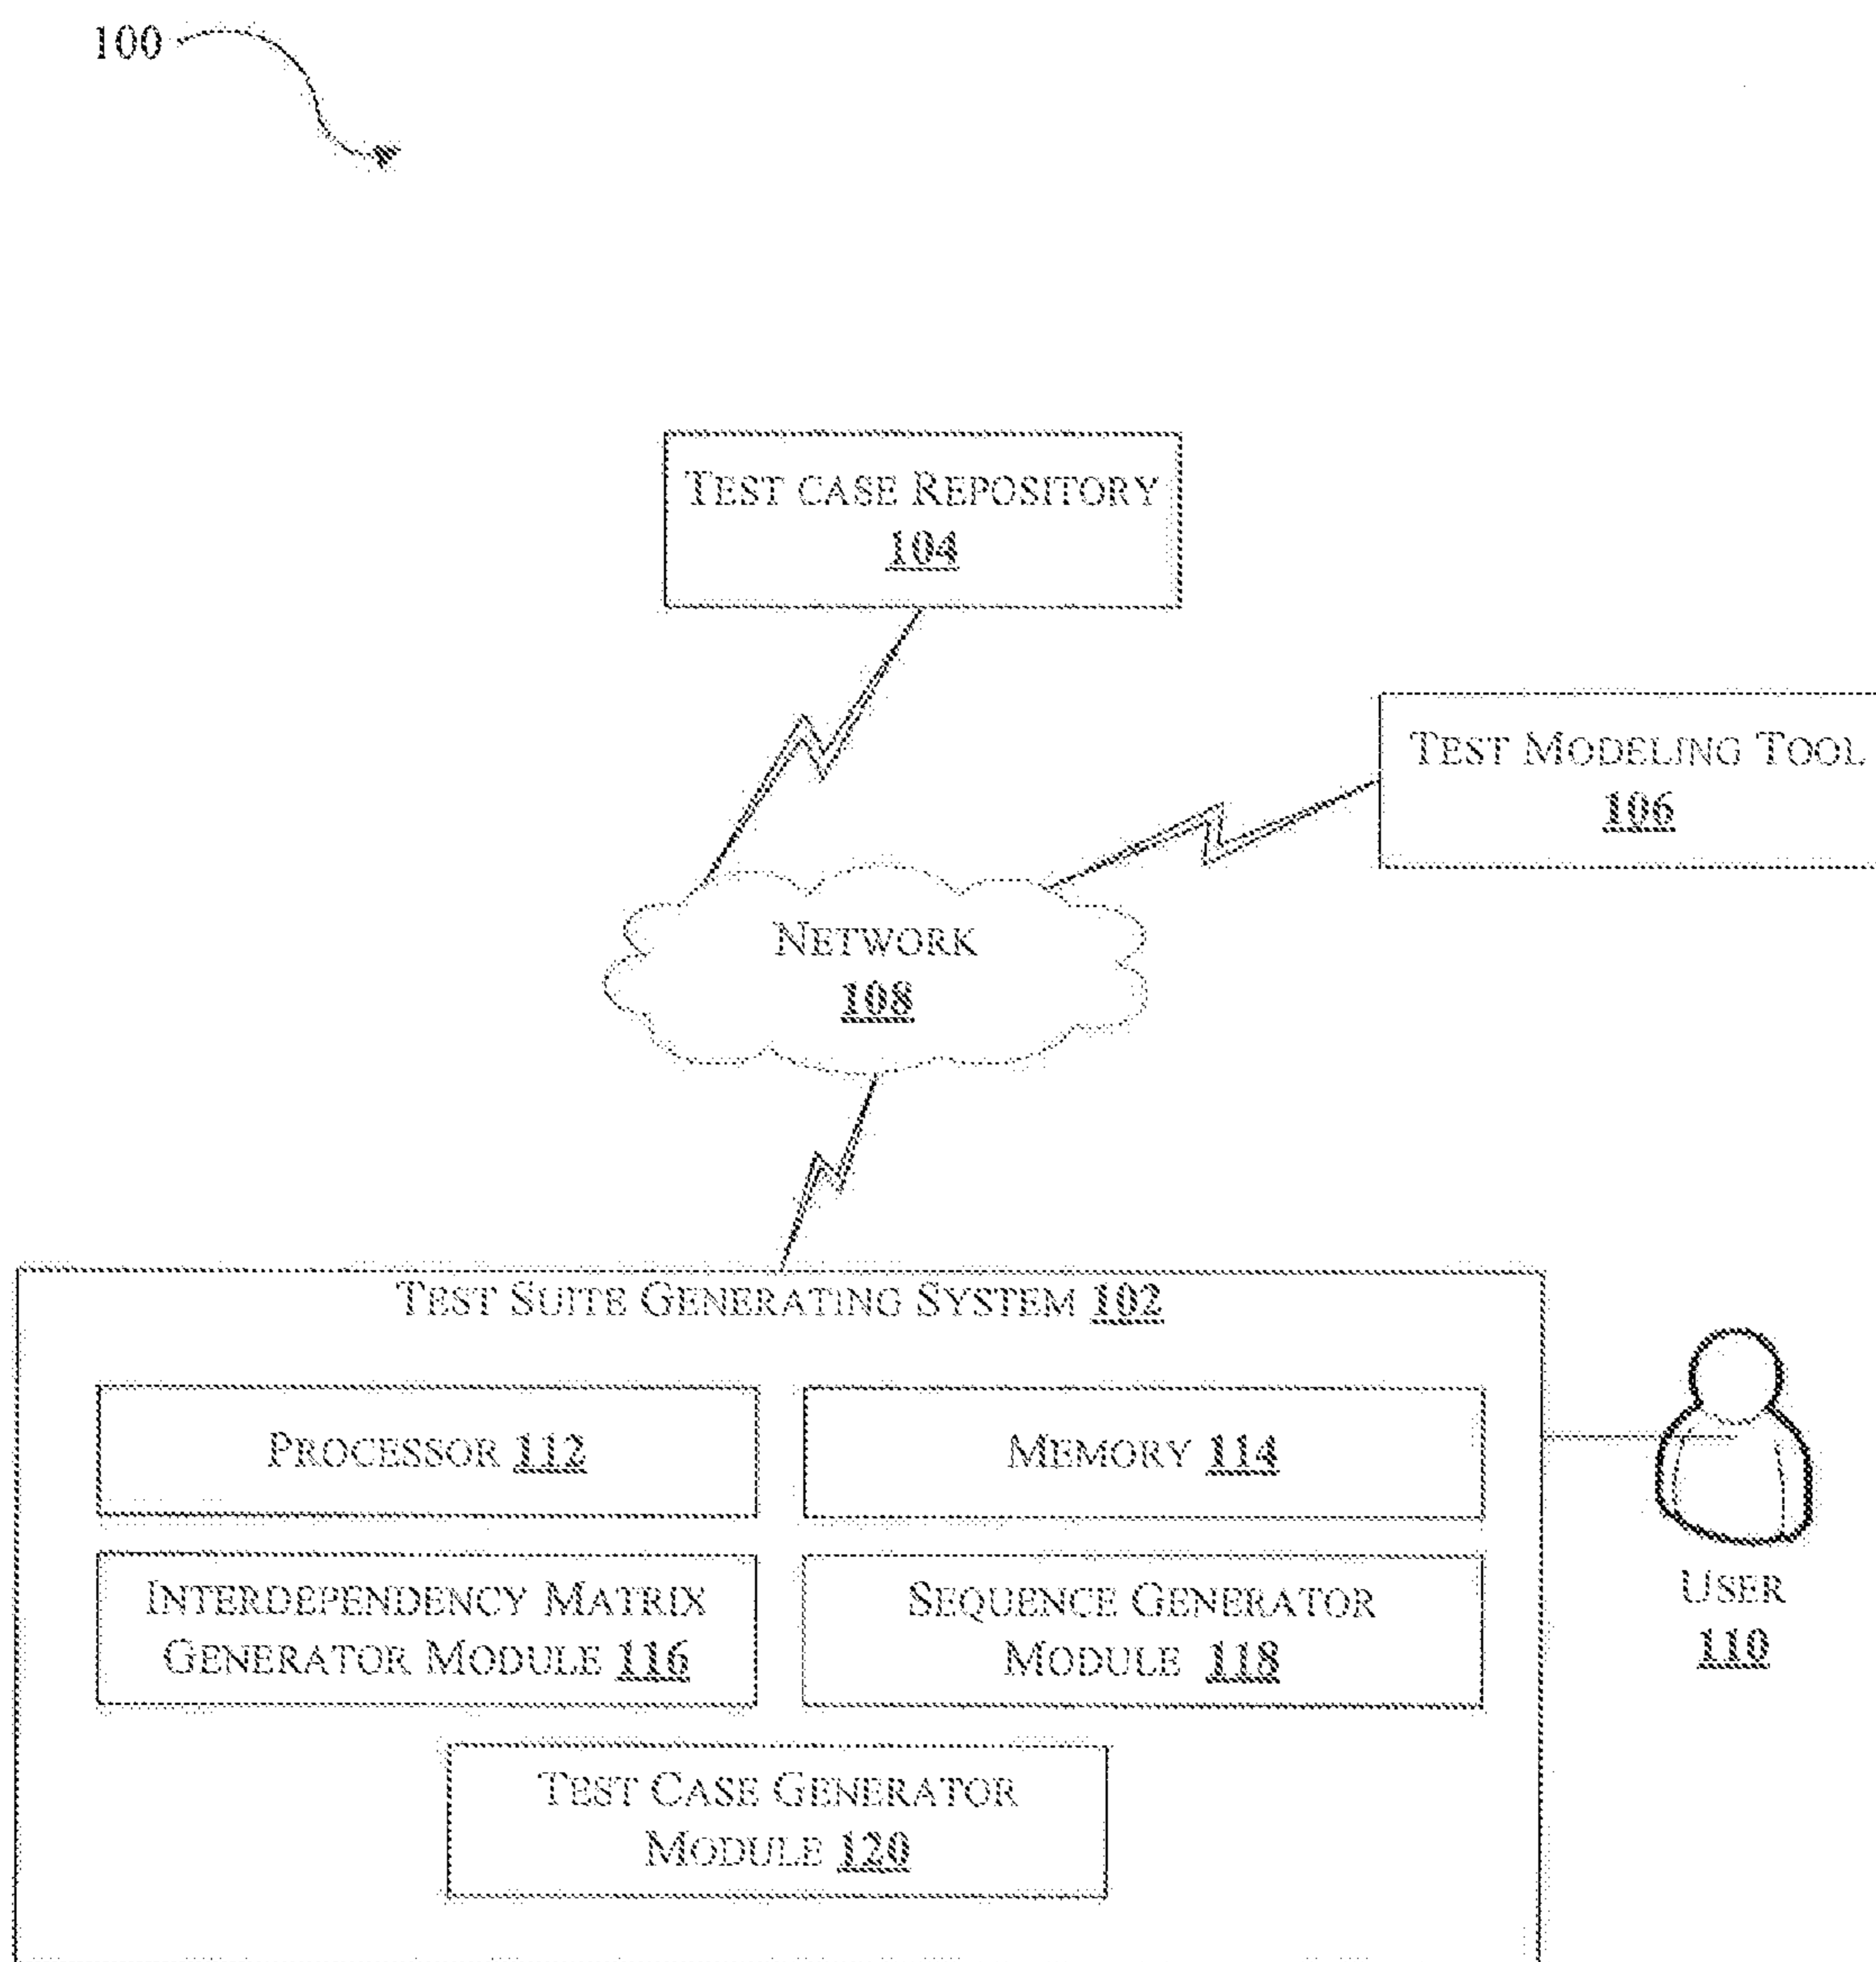 100
TEST CASE REPOSITORY
104
TEST MODELING TOOL
106
NETWORK
108
TEST SUITE GENERATING SYSTEM 102
PROCESSOR 112
MEMORY 114
INTERDEPENDENCY MATRIX
GENERATOR MODULE 116
SEQUENCE GENERATOR
MODULE 118
USER
110
TEST CASE GENERATOR
MODULE 120